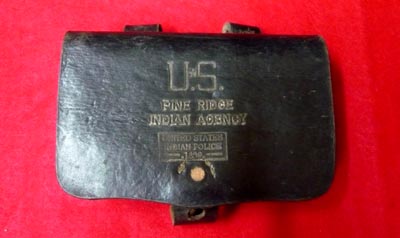 U.S.
PINE RIDGE
INDIAN AGENCY
UNITED STATES
INDIAN POLICE